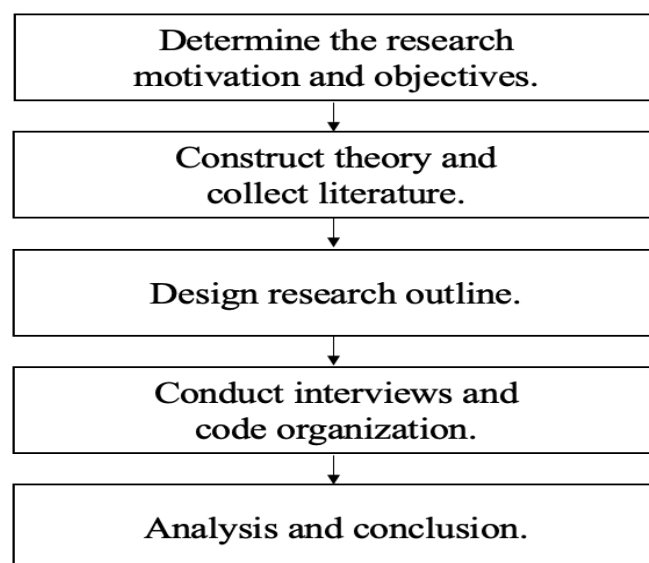 Determine the research
motivation and objectives.
Construct theory and
collect literature.
Design research outline.
Conduct interviews and
code organization.
Analysis and conclusion.